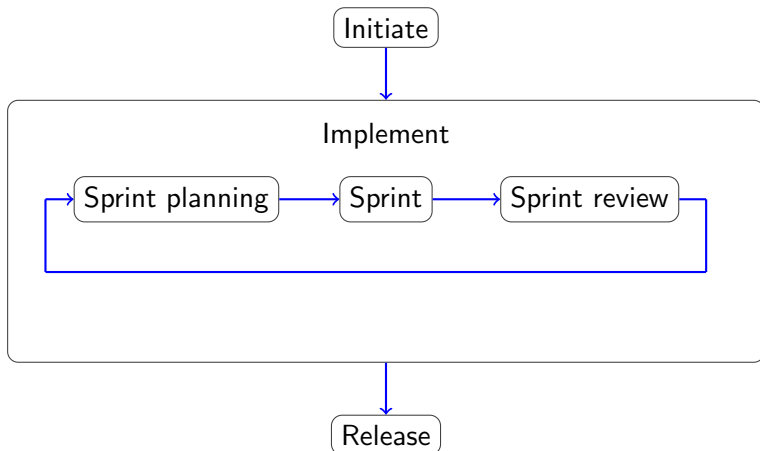 Initiate
Implement
Sprint planning
Sprint
Sprint review
Release